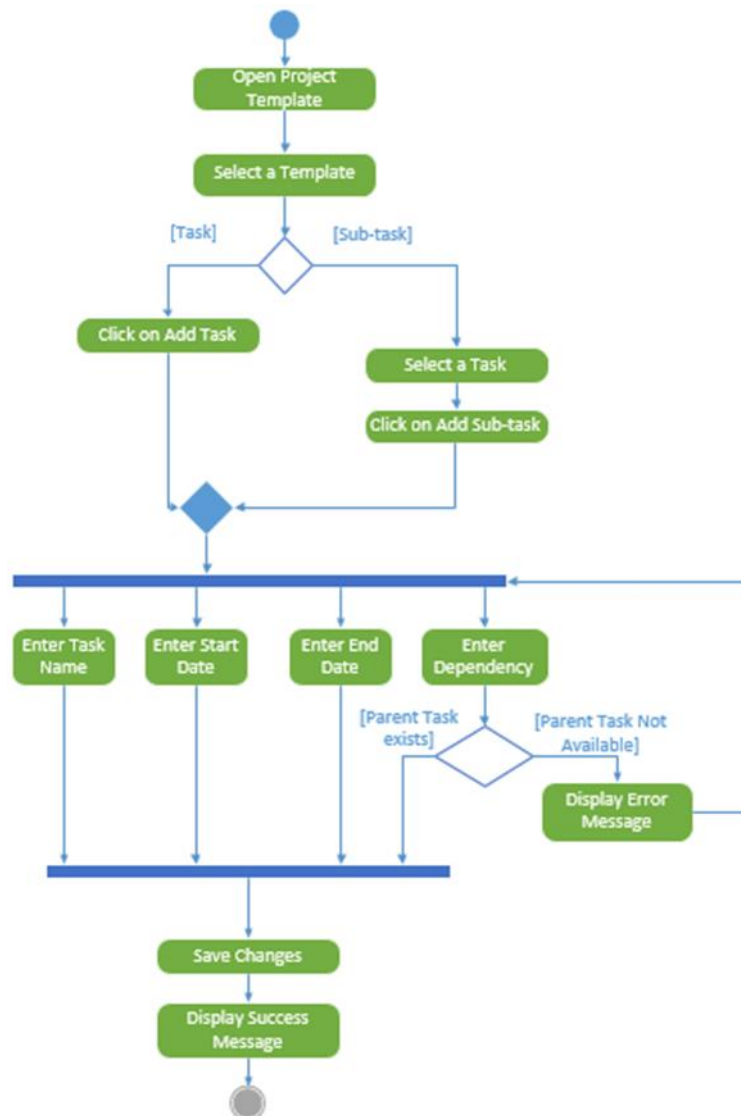 Open Project
Template
Select a Template
[Task]
[Sub-task]
Click on Add Task
Select a Task
Click on Add Sub-task
Enter Task
Name
Enter Start
Date
Enter End
Date
Enter
Dependency
[Parent Task
exists]
[Parent Task Not
Available]
Display Error
Message
Save Changes
Display Success
Message